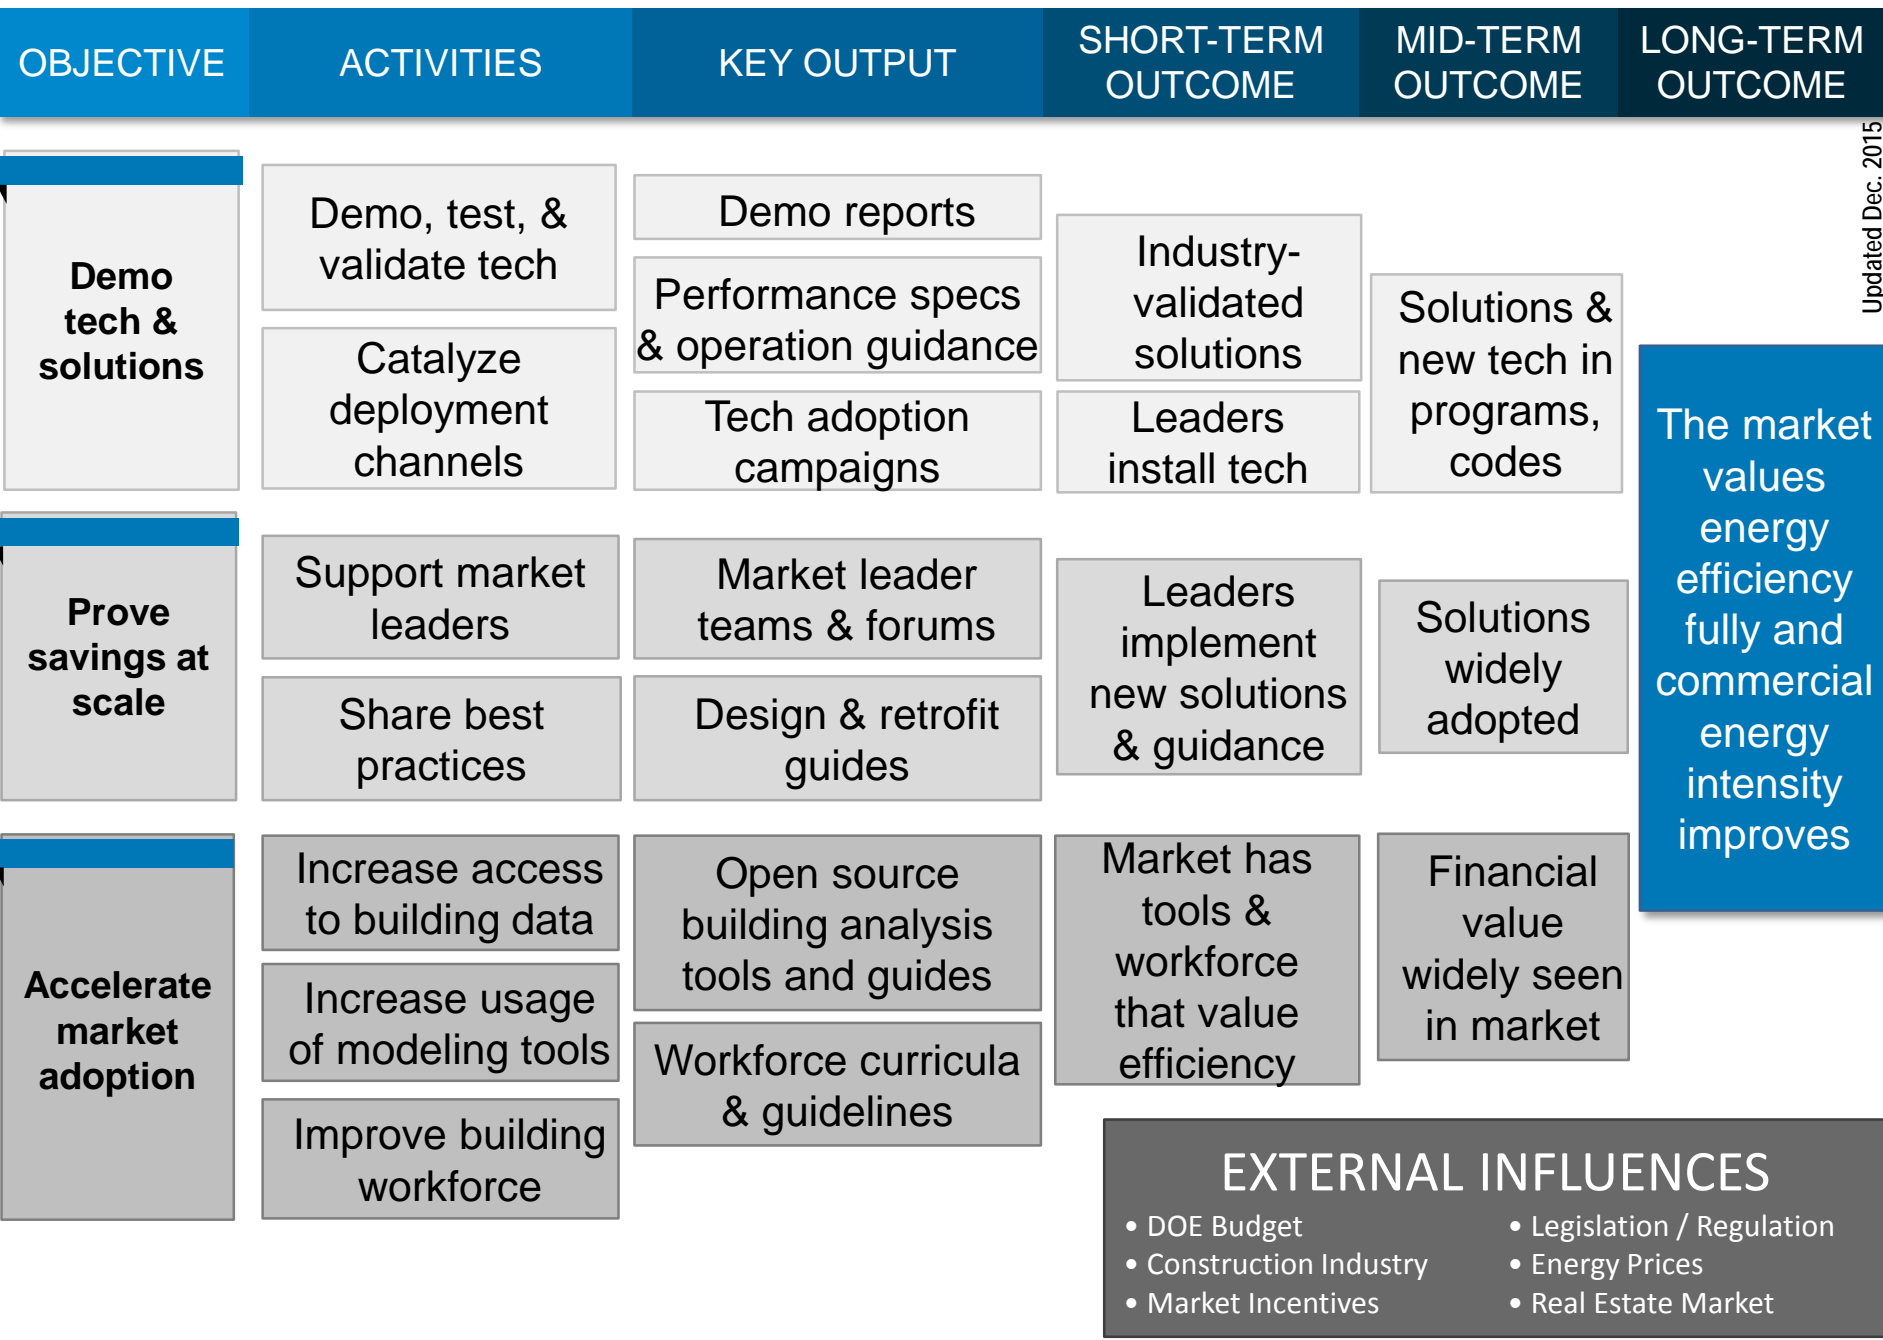 OBJECTIVE
ACTIVITIES
KEY OUTPUT
SHORT-TERM
OUTCOME
MID-TERM
OUTCOME
LONG-TERM
OUTCOME
Updated Dec. 2015
Demo
tech &
solutions
Demo, test, &
validate tech
Catalyze
deployment
channels
Demo reports
Performance specs
& operation guidance
Tech adoption
campaigns
Industry-
validated
solutions
Leaders
install tech
Solutions &
new tech in
programs,
codes
Prove
savings at
scale
Support market
leaders
Share best
practices
Market leader
teams & forums
Design & retrofit
guides
Leaders
implement
new solutions
& guidance
Solutions
widely
adopted
Accelerate
market
adoption
Increase access
to building data
Increase usage
of modeling tools
Improve building
workforce
Open source
building analysis
tools and guides
Workforce curricula
& guidelines
Market has
tools &
workforce
that value
efficiency
Financial
value
widely seen
in market
The market
values
energy
efficiency
fully and
commercial
energy
intensity
improves
EXTERNAL INFLUENCES
• DOE Budget
• Construction Industry
• Market Incentives
• Legislation / Regulation
• Energy Prices
• Real Estate Market